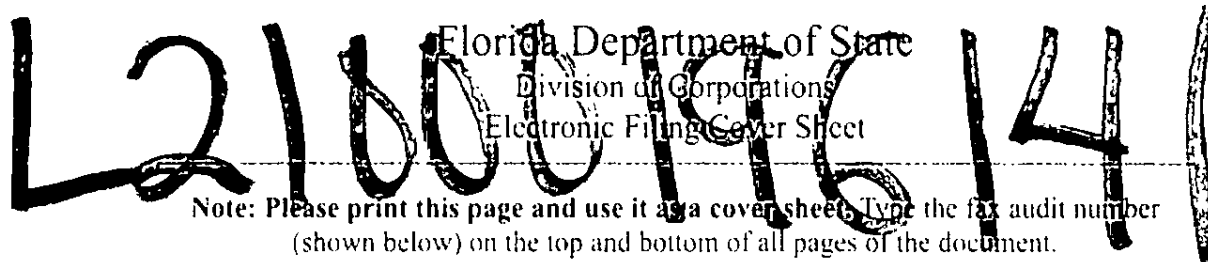 L21000196141
Florida Department of State
Division of Corporations
Electronic Filing Cover Sheet
Note: Please print this page and use it as a cover sheet. Type the fax audit number
(shown below) on the top and bottom of all pages of the document.